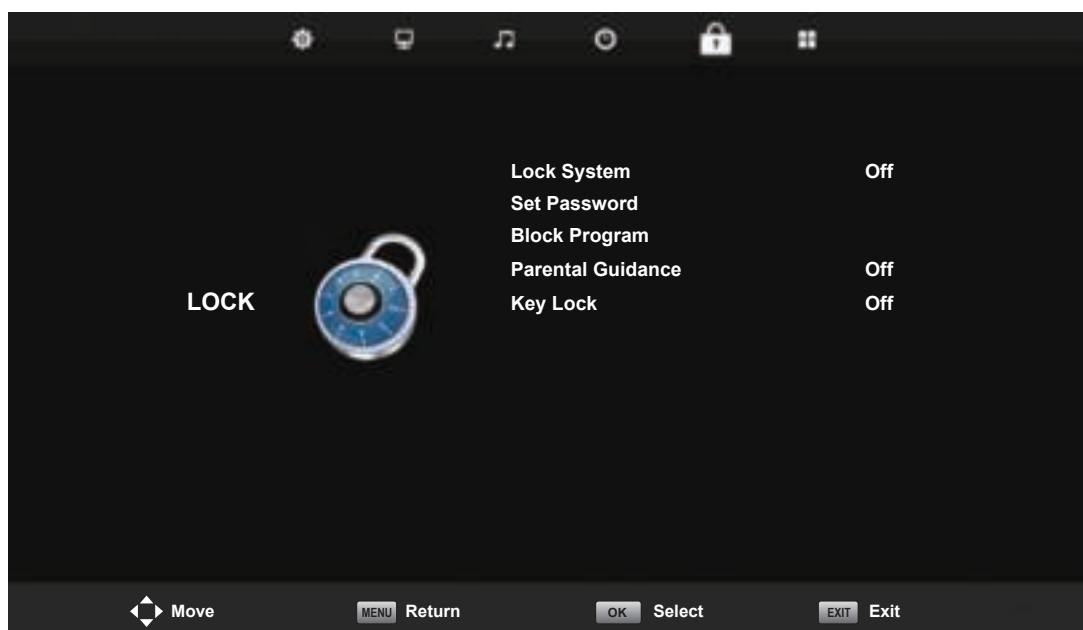 Lock System Off
Set Password
Block Program
Parental Guidance Off
LOCK
Key Lock Off
Move MENU Return OK Select EXIT Exit